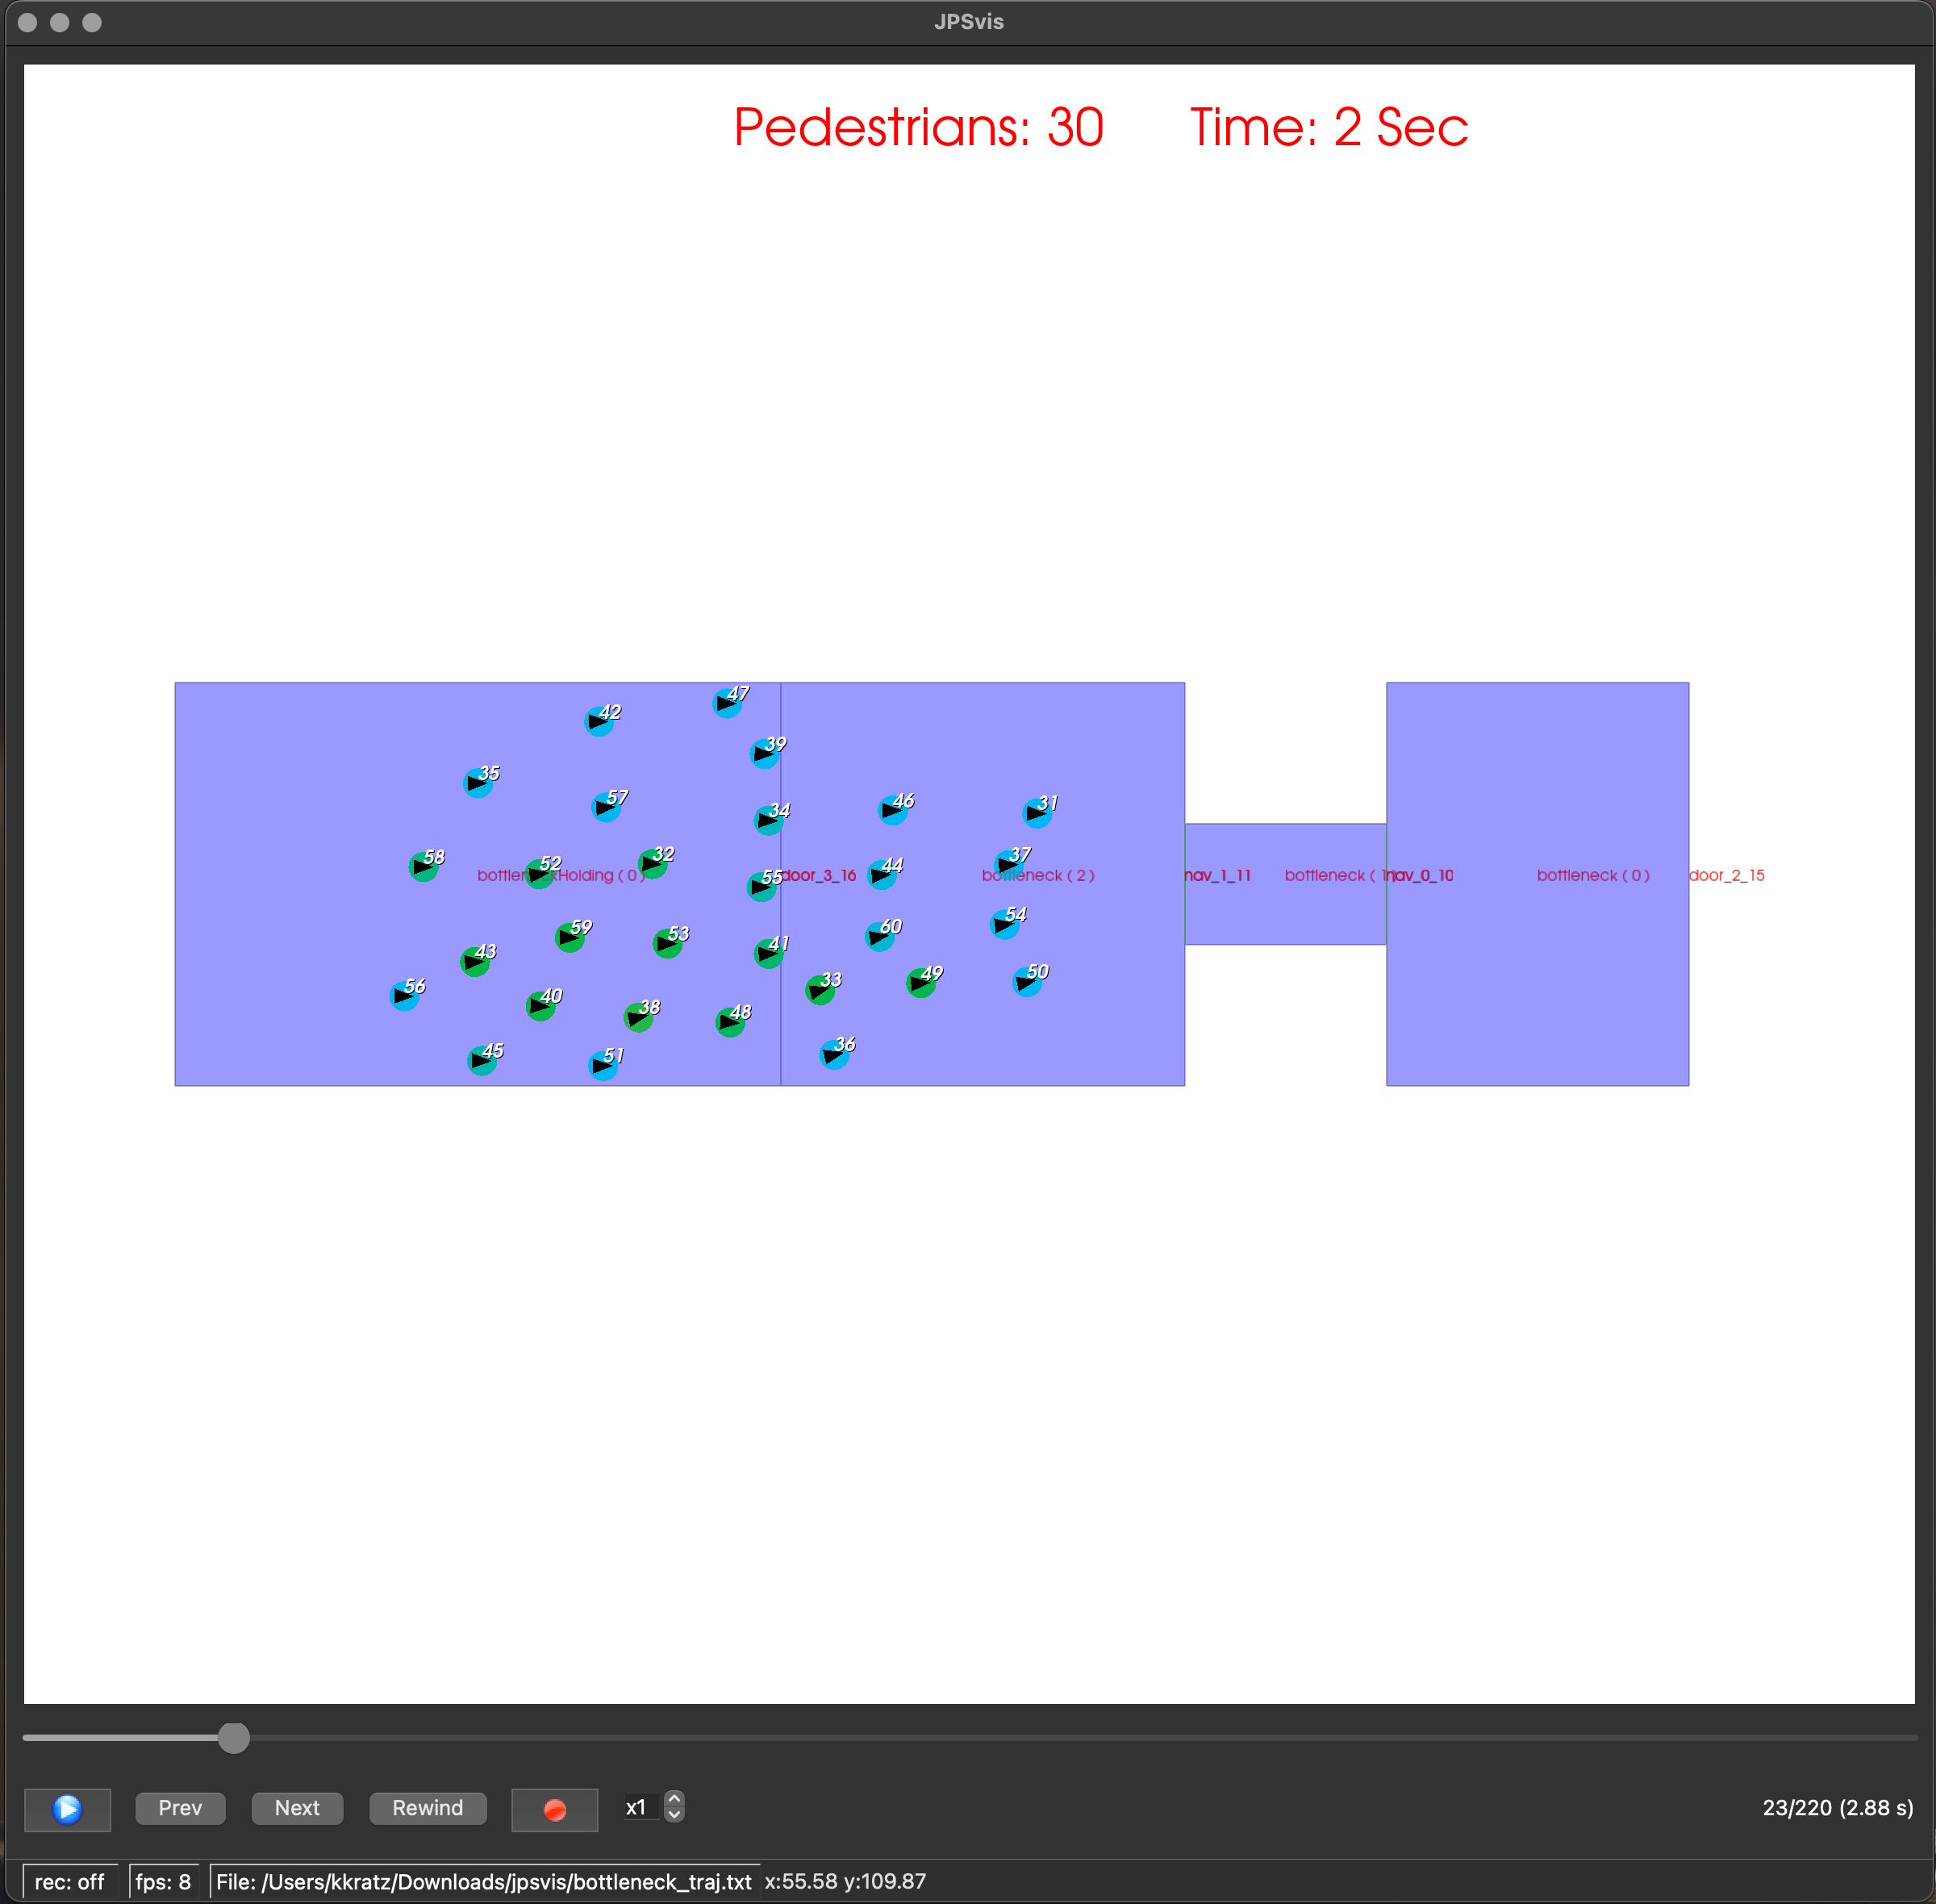 JPSvis
Pedestrians: 30 Time: 2 Sec
47
42
39
35
57
46
31
34
58
52
32
37
44
bottleneckHolding ( 0 )
55
door_3_16
bottleneck ( 2 )
nav_1_11
bottleneck ( 1 )
nav_0_10
bottleneck ( 0 )
door_2_15
54
59
53
60
41
43
50
49
33
56
40
38
48
36
45
51
Prev Next Rewind x1 23/220 (2.88 s)
rec: off fps: 8 File: /Users/kkratz/Downloads/jpsvis/bottleneck_traj.txt x:55.58 y:109.87